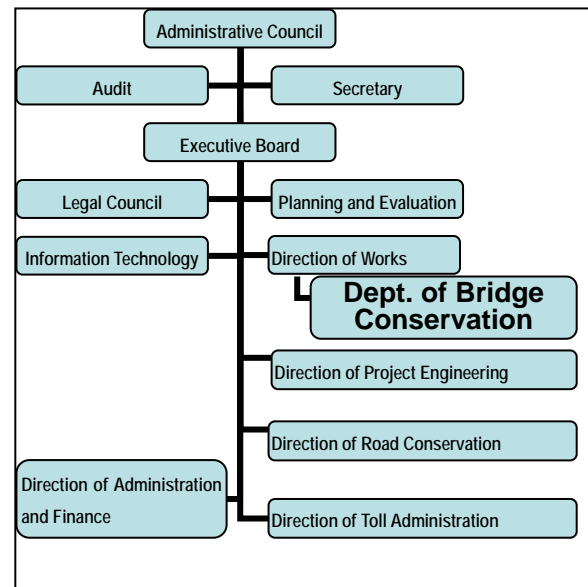 Administrative Council
Audit
Secretary
Executive Board
Legal Council
Planning and Evaluation
Information Technology
Direction of Works
Dept. of Bridge
Conservation
Direction of Project Engineering
Direction of Road Conservation
Direction of Administration
and Finance
Direction of Toll Administration